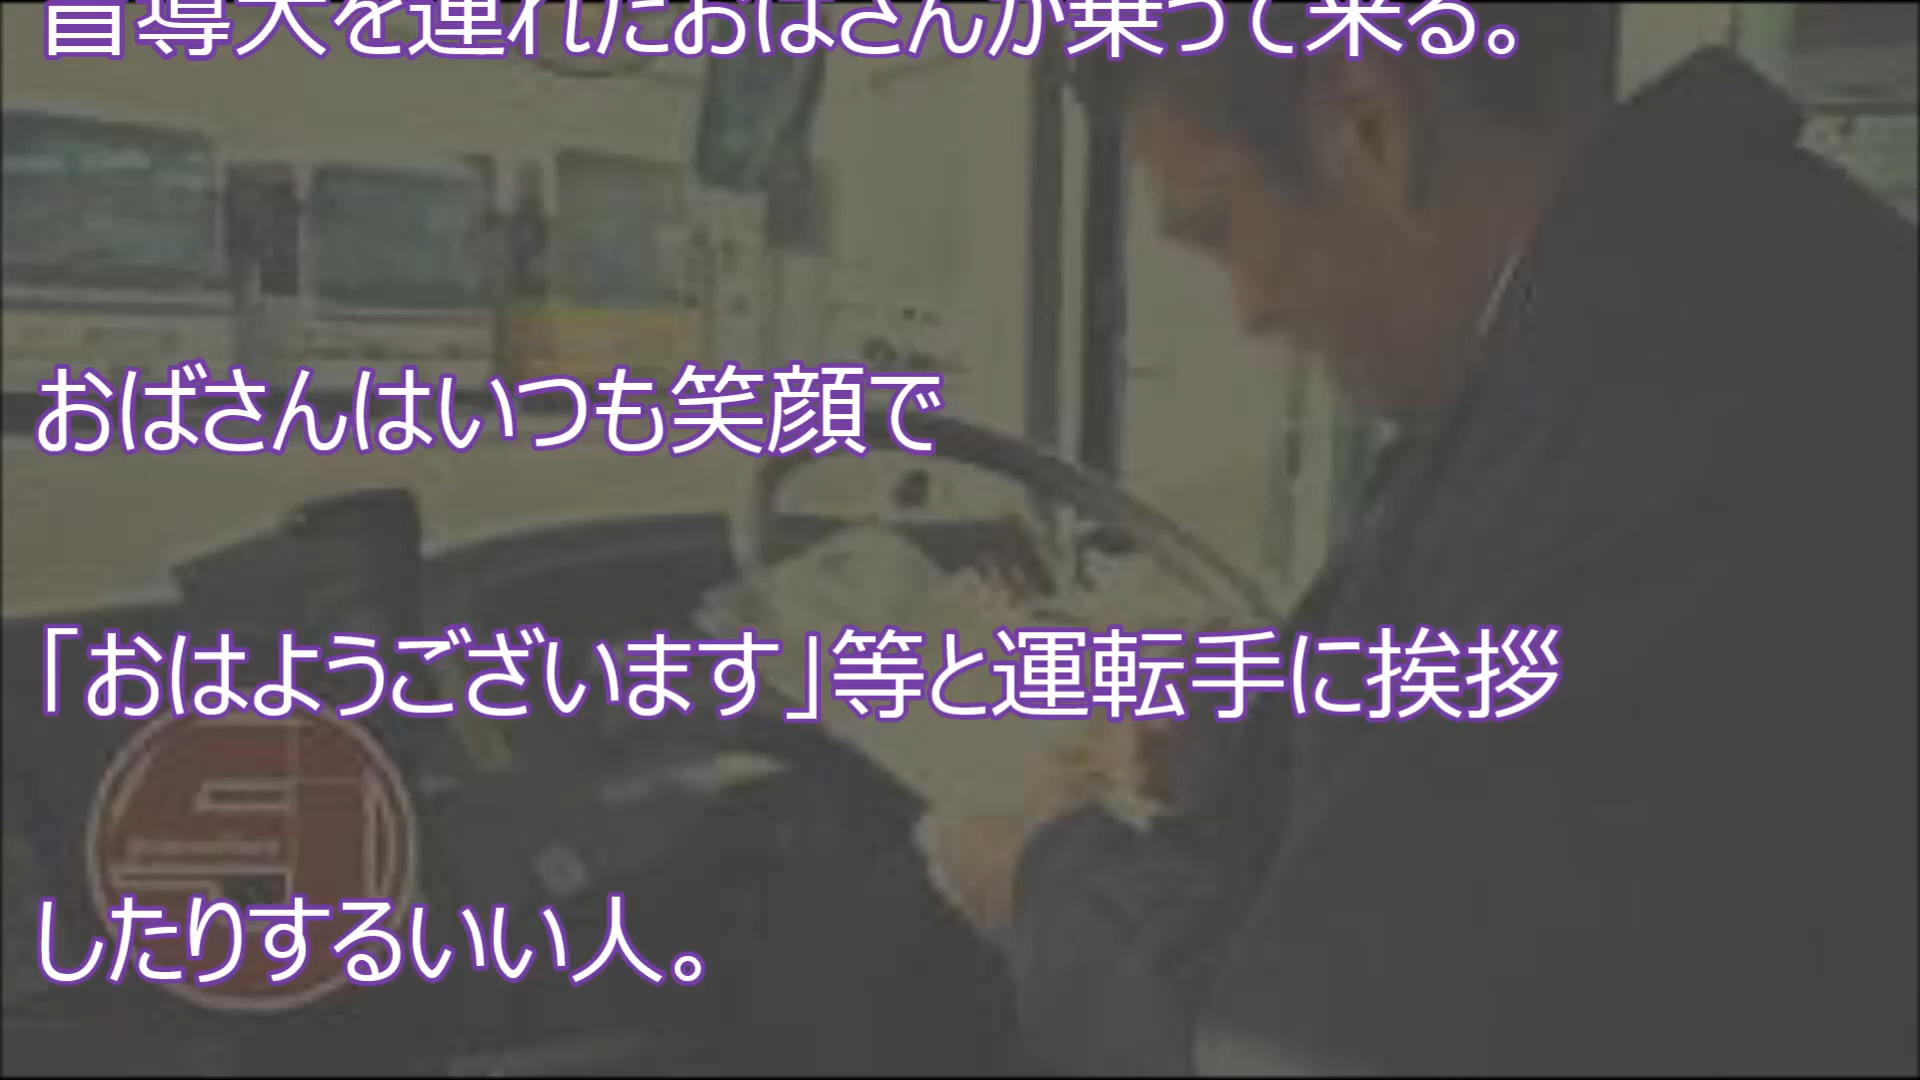 盲導犬を連れたおばさんが乗って来る。
おばさんはいつも笑顔で
「おはようございます」等と運転手に挨拶
したりするいい人。